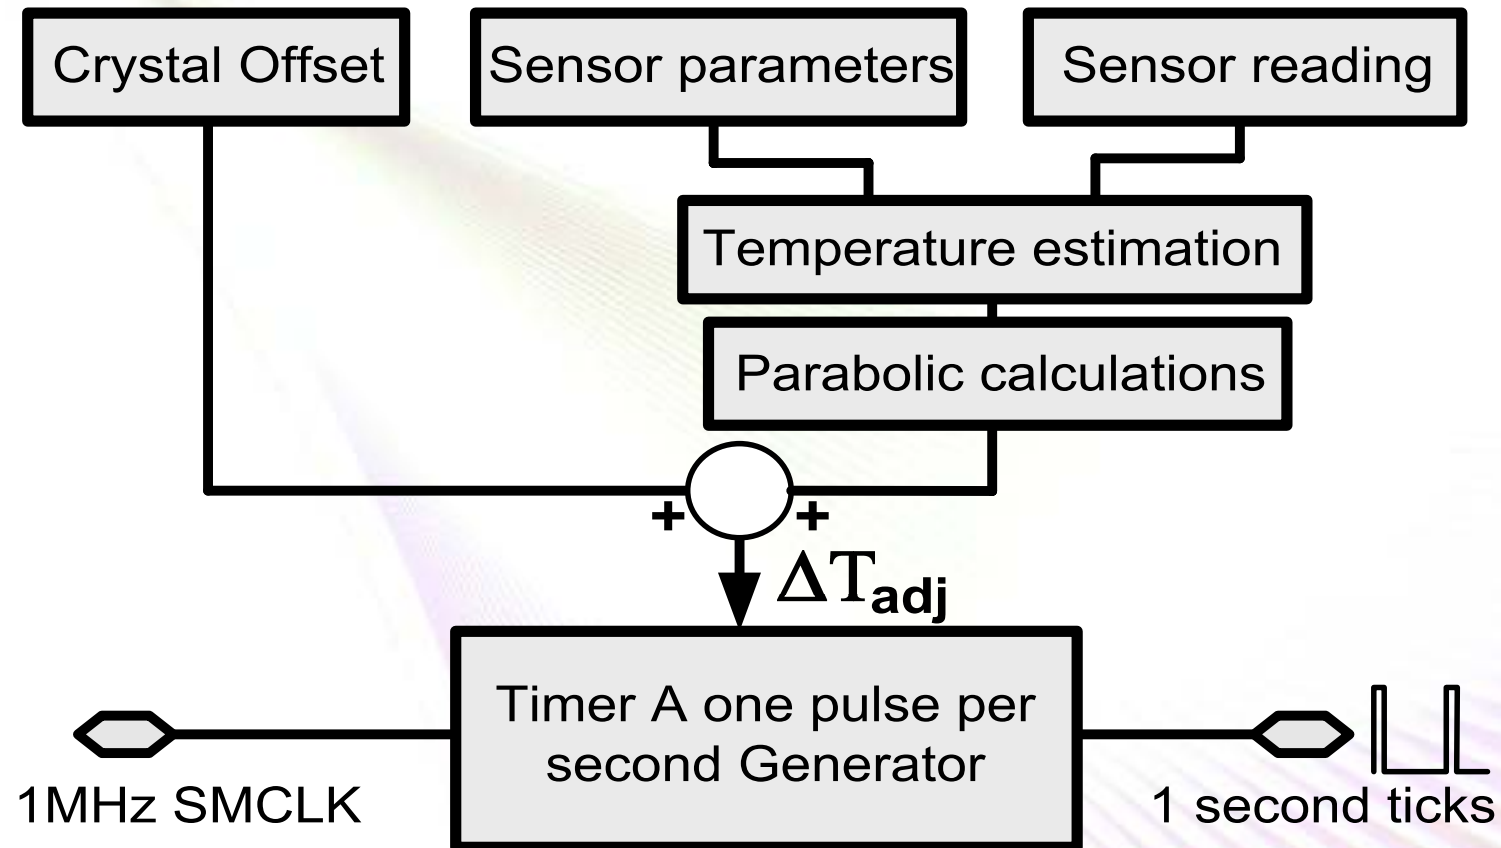 Crystal Offset
Sensor parameters
Sensor reading
Temperature estimation
Parabolic calculations
+ +
ΔTadj
Timer A one pulse per
second Generator
1MHz SMCLK
1 second ticks